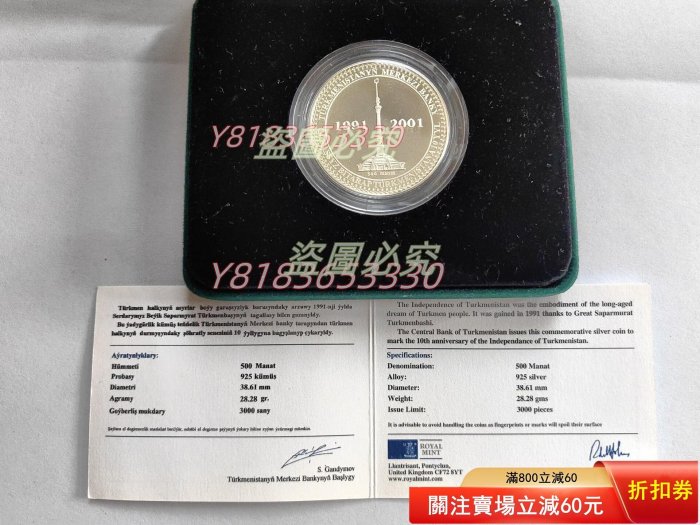 TÜRKMENISTANYŇ MERKEZI BANKY
1991 2001
500 MANAT
Y8183653330
盜圖必究
盜圖必究
Y8183653330
Türkmen halkynyň asyrlar boýy garaşsyzlyk
1991-nji ýylda
Serdarymyz Beýik Saparmyrat Türkmenbaşynyň tagallasy bilen gazanyldy.
Bu ýadygärlik kümüş teňňelik Türkmenistanyň Merkezi banky tarapyndan türkmen
halkynyň durmuşyndaky şöhratly senesiniň 10 ýyllygyna bagyşlanyp çykaryldy.
Aýratynlyklary:
Hümmeti 500 Manat
Probasy 925 kümüş
Diametri 38.61 mm
Agramy 28.28 gr.
Goýberliş mukdary 3000 sany
S. Gandymov
Türkmenistanyň Merkezi Bankynyň Başlygy
The Independence of Turkmenistan was the embodiment of the long-aged
dream of Turkmen people. It was gained in 1991 thanks to Great Saparmurat
Turkmenbashi.
The Central Bank of Turkmenistan issues this commemorative silver coin to
mark the 10th anniversary of the Independence of Turkmenistan.
Specifications:
Denomination: 500 Manat
Alloy: 925 silver
Diameter: 38.61 mm
Weight: 28.28 gms
Issue Limit: 3000 pieces
It is advisable to avoid handling the coins as fingerprints or marks will spoil their surface
ROYAL
MINT
Llantrisant, Pontyclun,
United Kingdom CF72 8YT
www.royalmint.com
滿800立減60
關注賣場立減60元
折扣券